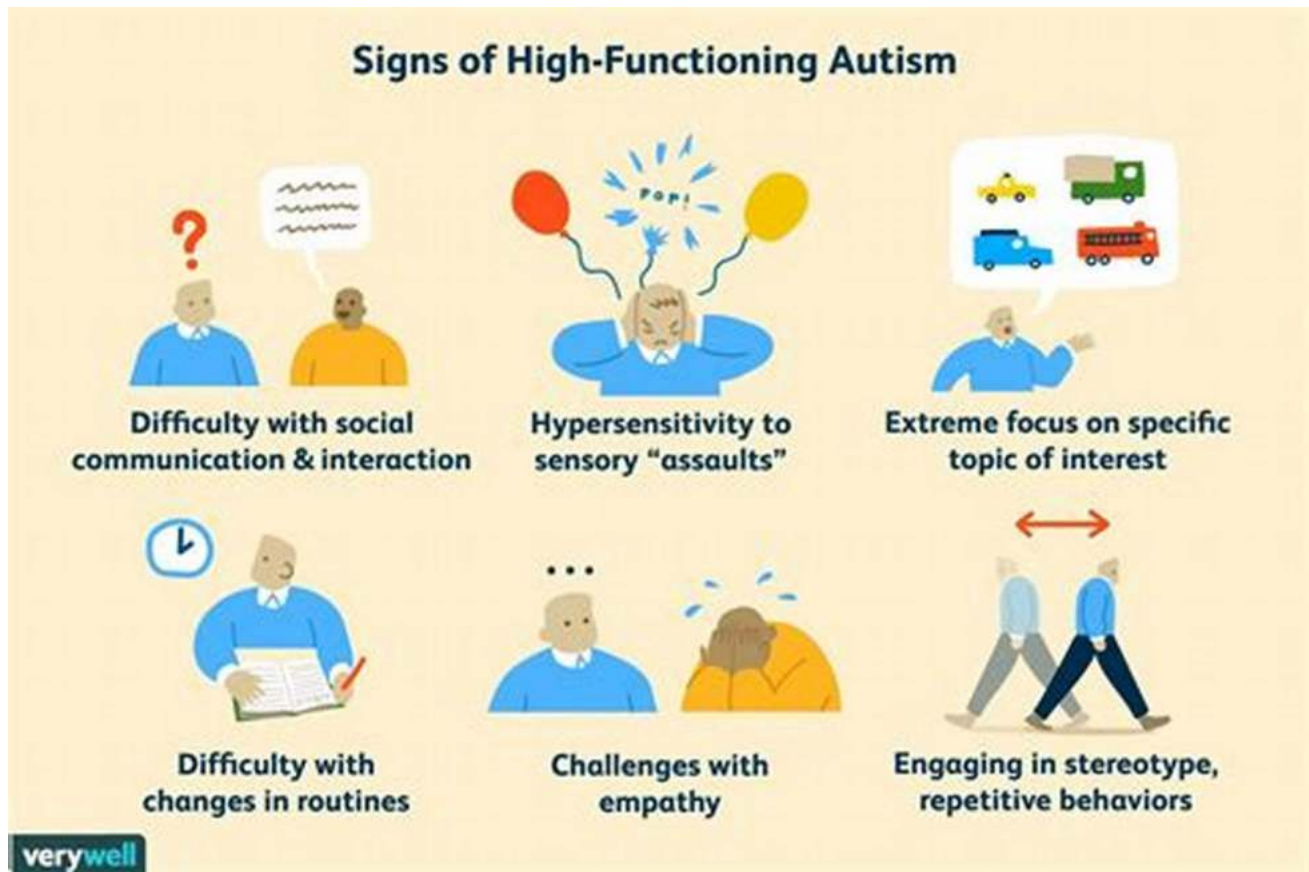 Signs of High-Functioning Autism
POP!
Difficulty with social
communication & interaction
Hypersensitivity to
sensory “assaults”
Extreme focus on specific
topic of interest
Difficulty with
changes in routines
Challenges with
empathy
Engaging in stereotype,
repetitive behaviors
verywell